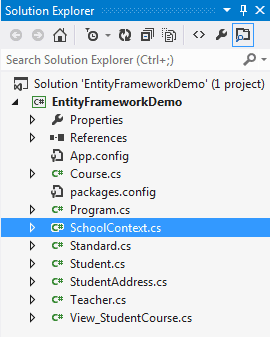 Solution Explorer
Search Solution Explorer (Ctrl+;)
Solution 'EntityFrameworkDemo' (1 project)
C# EntityFrameworkDemo
Properties
References
App.config
C# Course.cs
packages.config
C# Program.cs
C# SchoolContext.cs
C# Standard.cs
C# Student.cs
C# StudentAddress.cs
C# Teacher.cs
C# View_StudentCourse.cs